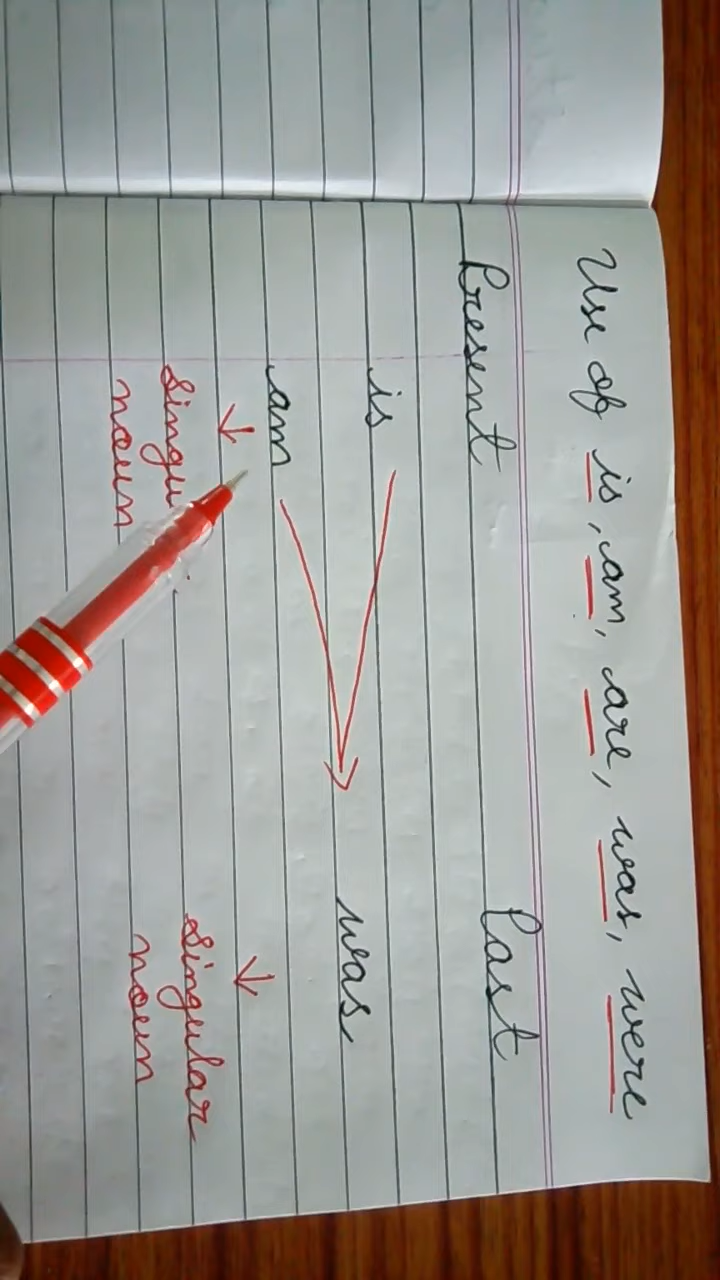 Use of is, am, are, was, were
Present Past
is
was
am
↓ ↓
Singu Singular
noun noun